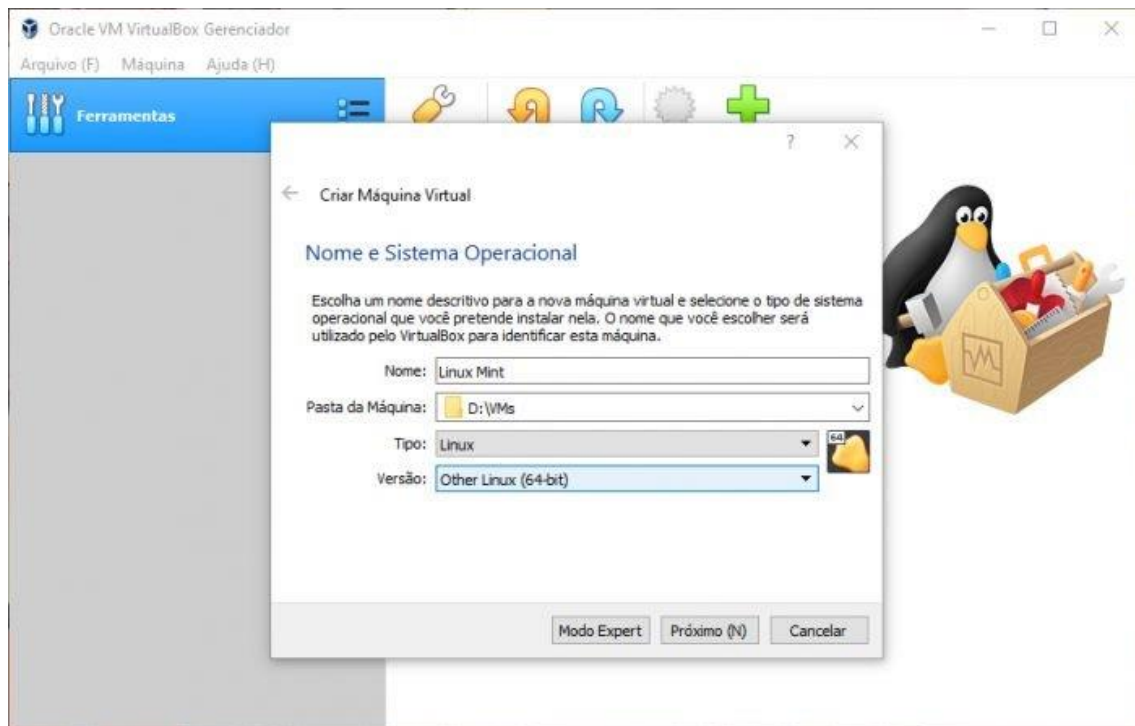 Oracle VM VirtualBox Gerenciador
Arquivo (F) Máquina Ajuda (H)
Ferramentas
?
Criar Máquina Virtual
Nome e Sistema Operacional
Escolha um nome descritivo para a nova máquina virtual e selecione o tipo de sistema
operacional que você pretende instalar nela. O nome que você escolher será
utilizado pelo VirtualBox para identificar esta máquina.
Nome: Linux Mint
Pasta da Máquina: D:\VMs
Tipo: Linux
64
Versão: Other Linux (64-bit)
Modo Expert Próximo (N) Cancelar